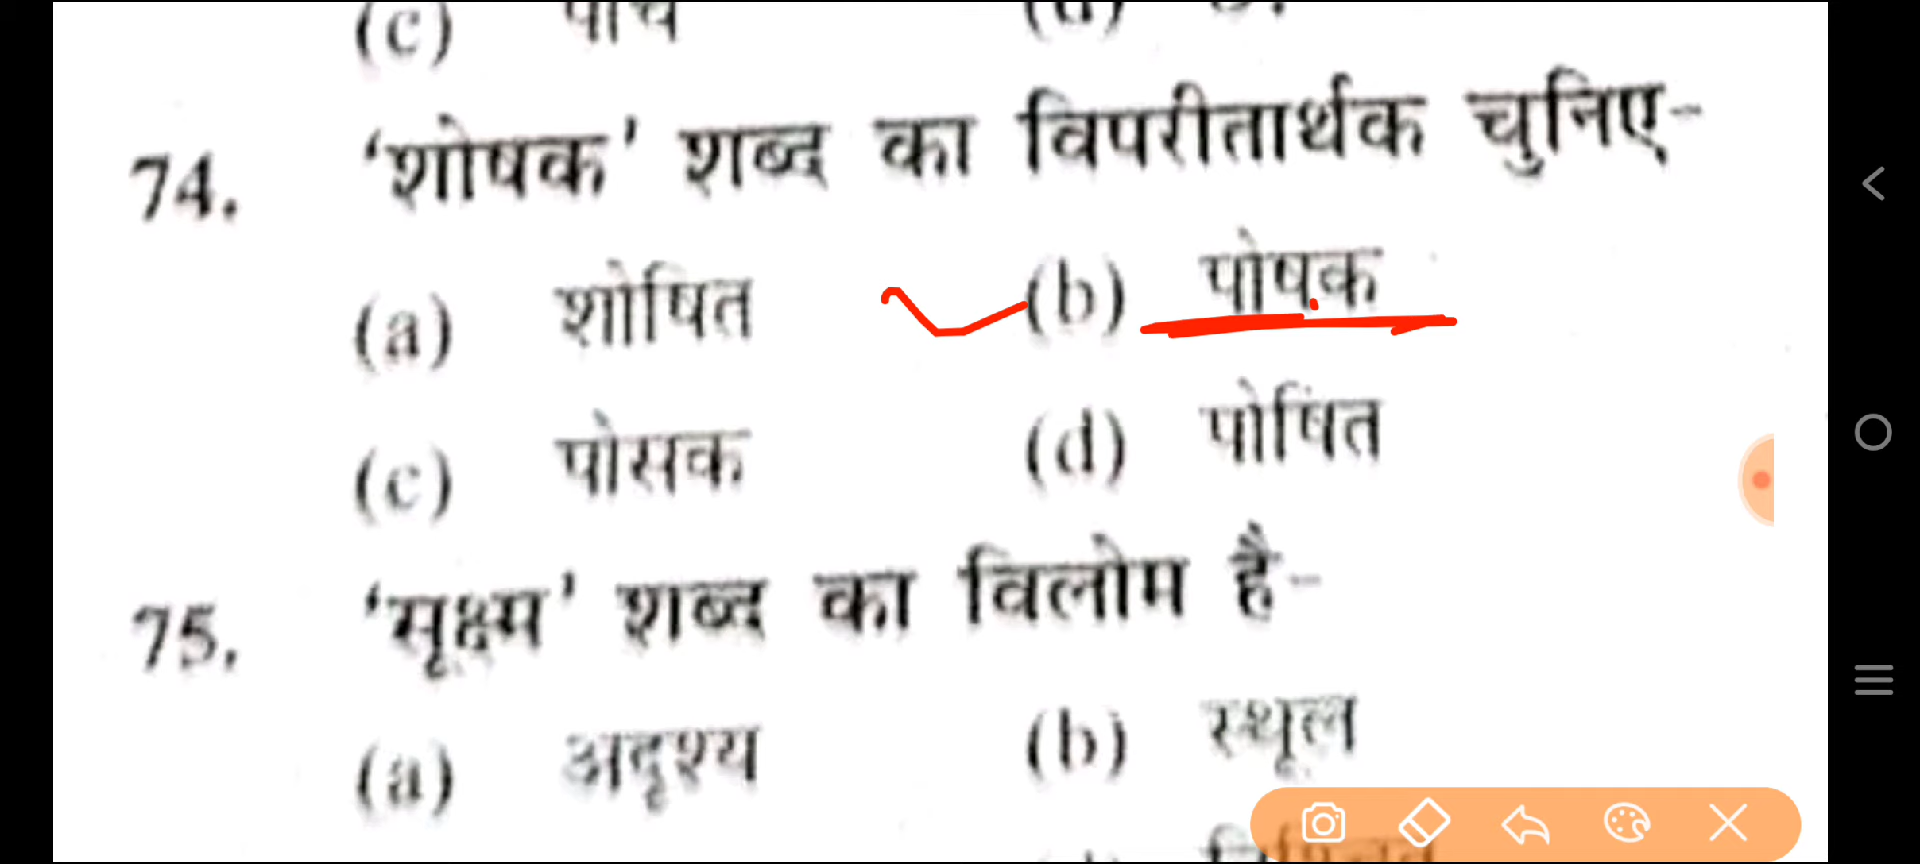 (c) पांच
74. ‘शोषक’ शब्द का विपरीतार्थक चुनिए-
(a) शोषित (b) पोषक
(c) पोसक (d) पोषित
75. ‘सूक्ष्म’ शब्द का विलोम है-
(a) अदृश्य (b) स्थूल